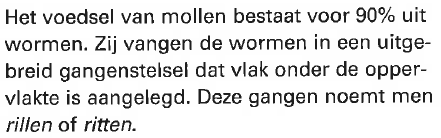 Het voedsel van mollen bestaat voor 90% uit
wormen. Zij vangen de wormen in een uitge-
breid gangenstelsel dat vlak onder de opper-
vlakte is aangelegd. Deze gangen noemt men
rillen of ritten.